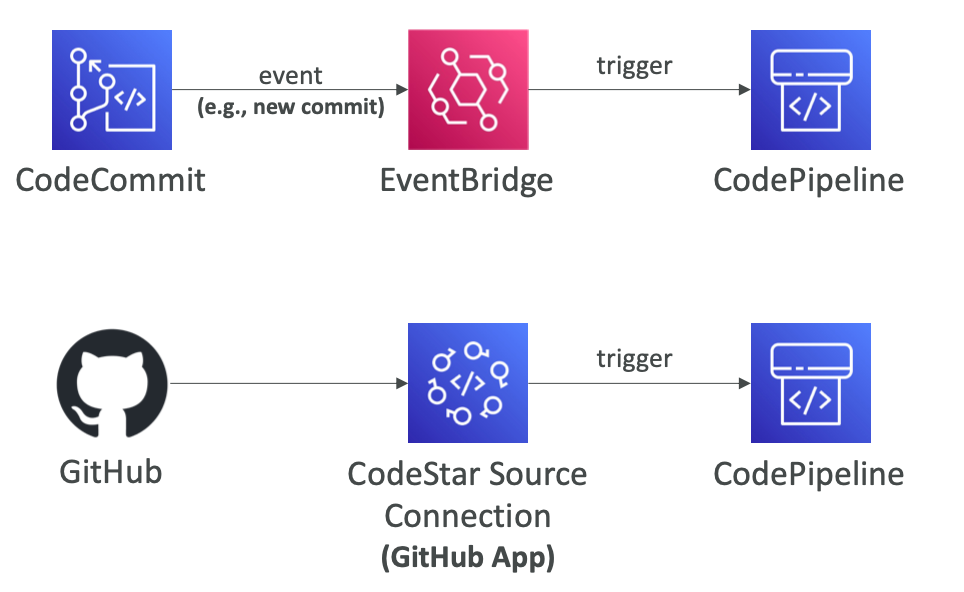 event
(e.g., new commit)
trigger
CodeCommit
EventBridge
CodePipeline
trigger
GitHub
CodeStar Source
Connection
(GitHub App)
CodePipeline